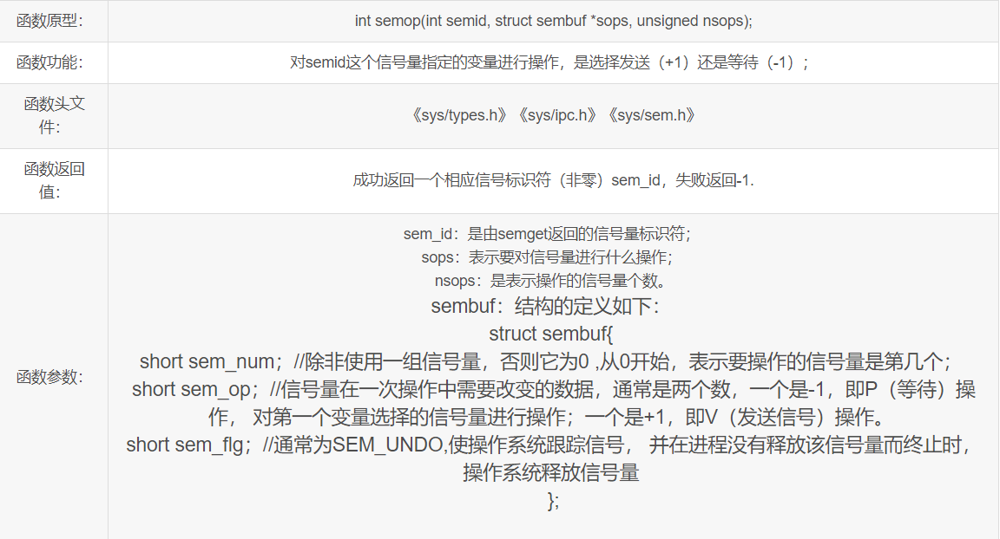 函数原型： int semop(int semid, struct sembuf *sops, unsigned nsops);
函数功能： 对semid这个信号量指定的变量进行操作，是选择发送（+1）还是等待（-1）;
函数头文
件：
《sys/types.h》《sys/ipc.h》《sys/sem.h》
函数返回
值：
成功返回一个相应信号标识符（非零）sem_id，失败返回-1.
函数参数：
sem_id：是由semget返回的信号量标识符；
sops：表示要对信号量进行什么操作；
nsops：是表示操作的信号量个数。
sembuf：结构的定义如下：
struct sembuf{
short sem_num；//除非使用一组信号量，否则它为0 ,从0开始，表示要操作的信号量是第几个；
short sem_op；//信号量在一次操作中需要改变的数据，通常是两个数，一个是-1，即P（等待）操
作， 对第一个变量选择的信号量进行操作；一个是+1，即V（发送信号）操作。
short sem_flg；//通常为SEM_UNDO,使操作系统跟踪信号， 并在进程没有释放该信号量而终止时，
操作系统释放信号量
};